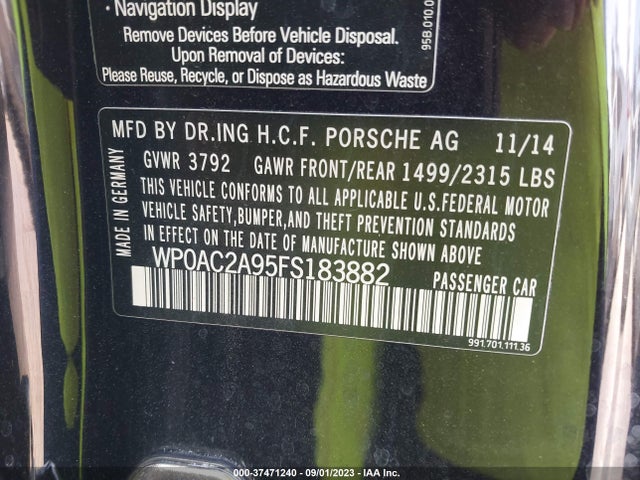 · Navigation Display
Remove Devices Before Vehicle Disposal.
Upon Removal of Devices:
Please Reuse, Recycle, or Dispose as Hazardous Waste
95B.010.0
MFD BY DR.ING H.C.F. PORSCHE AG 11/14
GVWR 3792 GAWR FRONT/REAR 1499/2315 LBS
THIS VEHICLE CONFORMS TO ALL APPLICABLE U.S.FEDERAL MOTOR
VEHICLE SAFETY,BUMPER,AND THEFT PREVENTION STANDARDS
IN EFFECT ON THE DATE OF MANUFACTURE SHOWN ABOVE
MADE IN GERMANY
WP0AC2A95FS183882 PASSENGER CAR
991.701.111.36
000-37471240 - 09/01/2023 - IAA Inc.